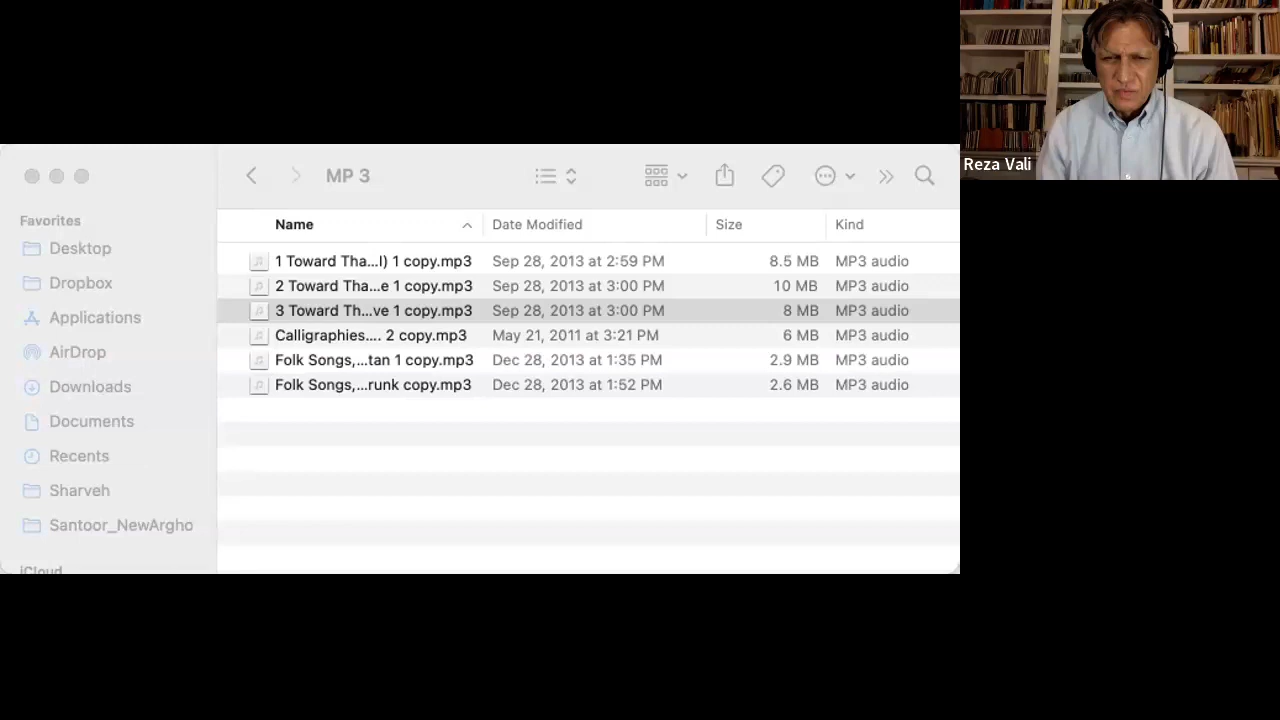 Reza Vali
MP 3
Favorites
Desktop
Dropbox
Applications
AirDrop
Downloads
Documents
Recents
Sharveh
Santoor_NewArgho
iCloud
Name Date Modified Size Kind
1 Toward Tha...l) 1 copy.mp3 Sep 28, 2013 at 2:59 PM 8.5 MB MP3 audio
2 Toward Tha...e 1 copy.mp3 Sep 28, 2013 at 3:00 PM 10 MB MP3 audio
3 Toward Th...ve 1 copy.mp3 Sep 28, 2013 at 3:00 PM 8 MB MP3 audio
Calligraphies.... 2 copy.mp3 May 21, 2011 at 3:21 PM 6 MB MP3 audio
Folk Songs,...tan 1 copy.mp3 Dec 28, 2013 at 1:35 PM 2.9 MB MP3 audio
Folk Songs,...runk copy.mp3 Dec 28, 2013 at 1:52 PM 2.6 MB MP3 audio